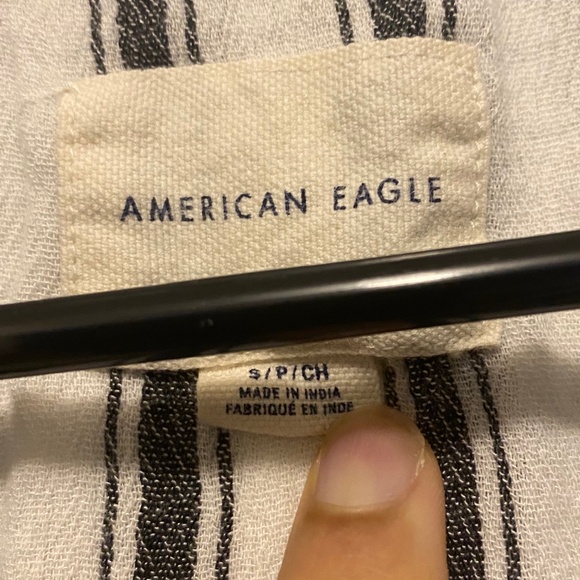 AMERICAN EAGLE
S/P/CH
MADE IN INDIA
FABRIQUÉ EN INDE